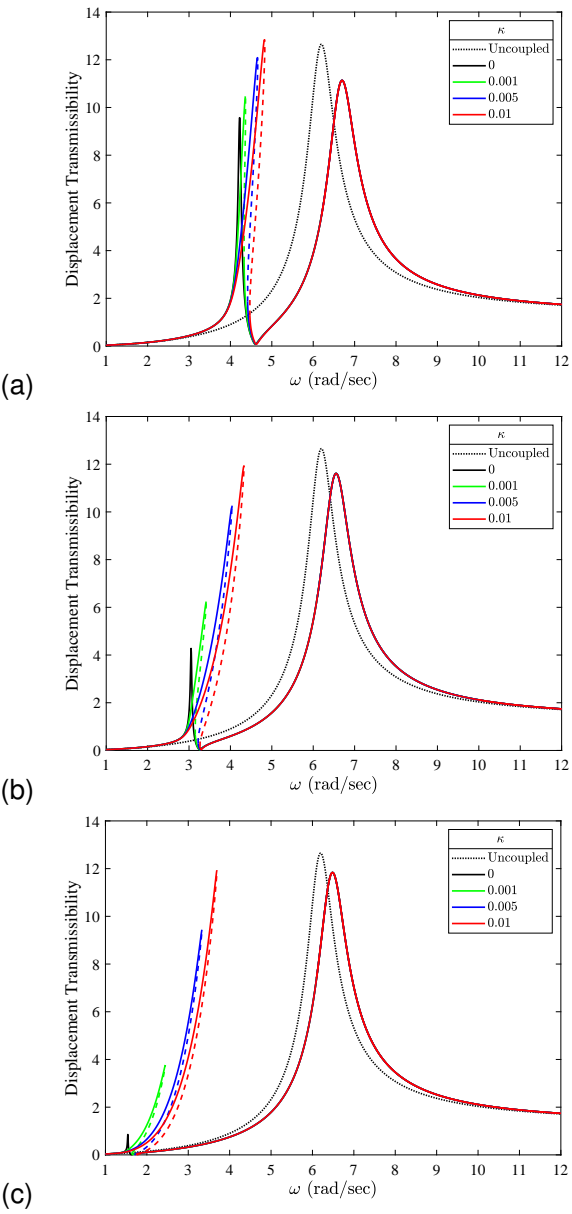 14
12
10
8
6
4
2
0
Displacement Transmissibility
κ
Uncoupled
0
0.001
0.005
0.01
1 2 3 4 5 6 7 8 9 10 11 12
ω (rad/sec)
(a)
14
12
10
8
6
4
2
0
Displacement Transmissibility
κ
Uncoupled
0
0.001
0.005
0.01
1 2 3 4 5 6 7 8 9 10 11 12
ω (rad/sec)
(b)
14
12
10
8
6
4
2
0
Displacement Transmissibility
κ
Uncoupled
0
0.001
0.005
0.01
1 2 3 4 5 6 7 8 9 10 11 12
ω (rad/sec)
(c)